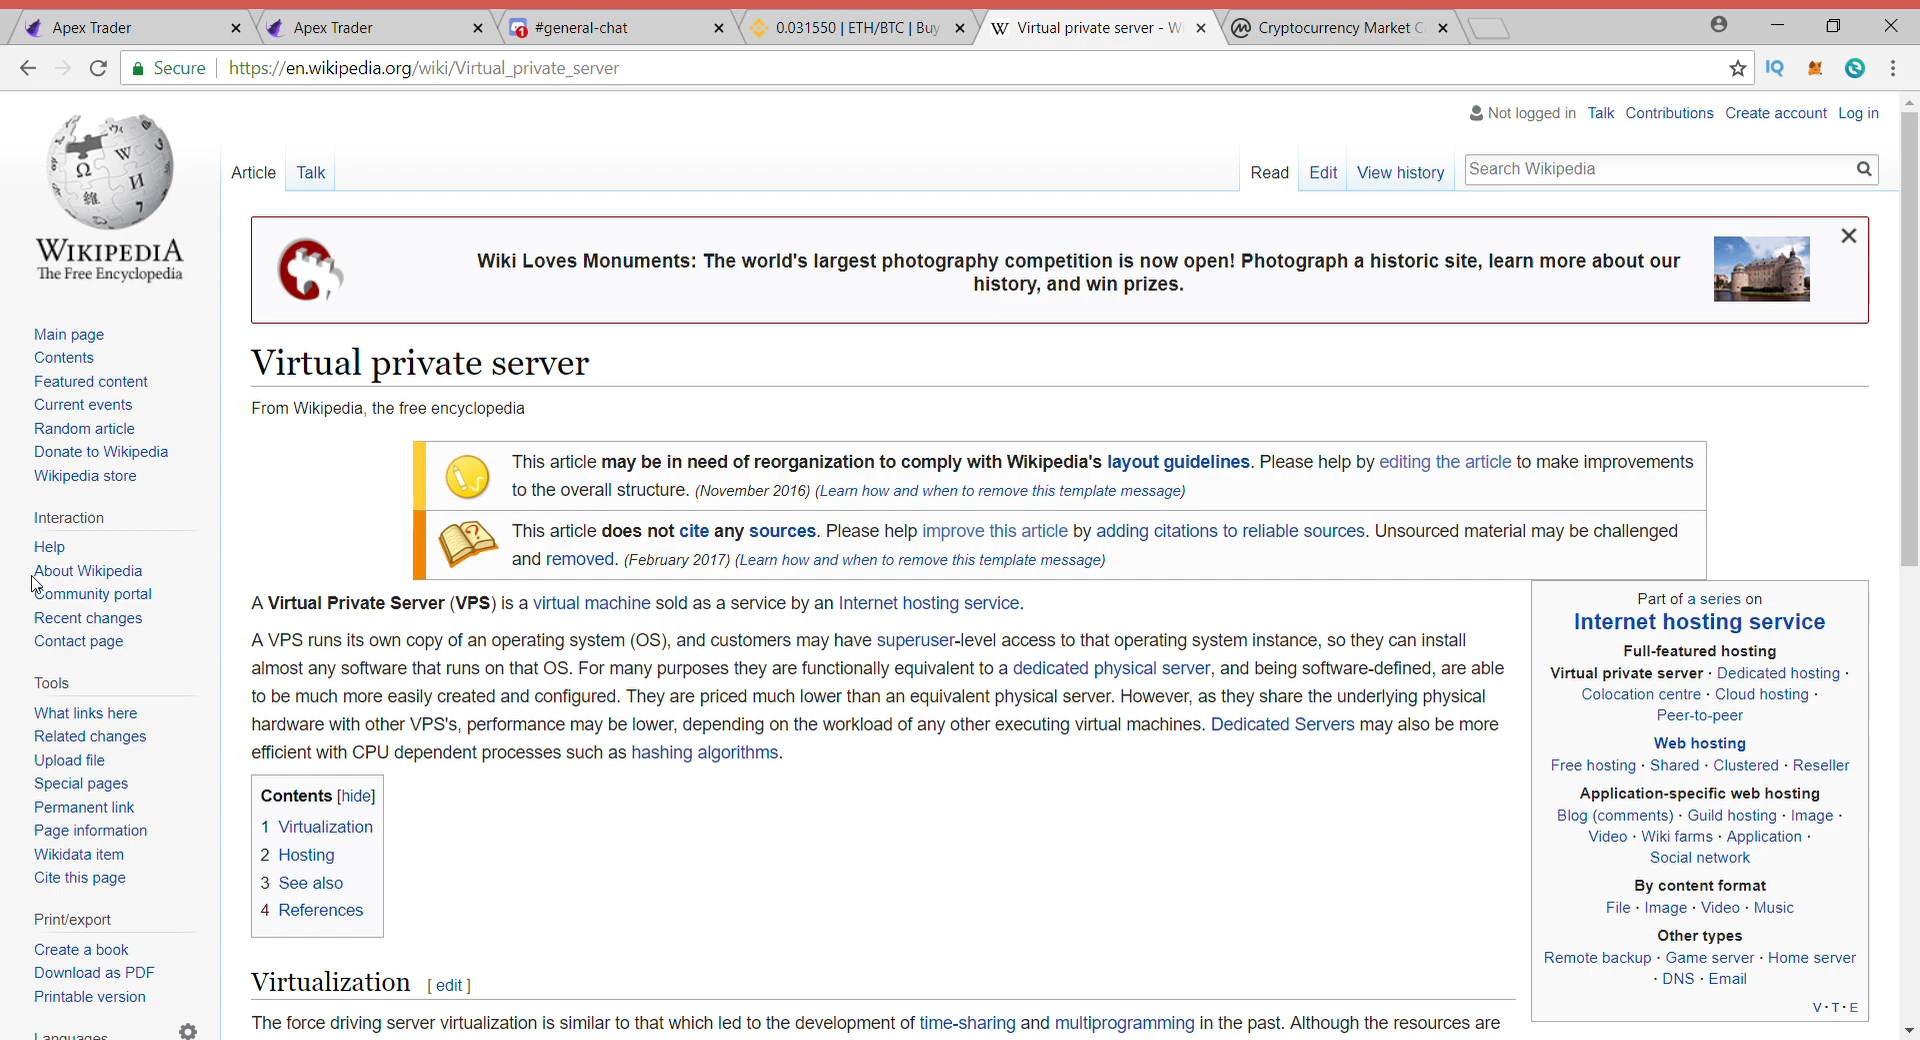 Apex Trader
Apex Trader
#general-chat
0.031550 | ETH/BTC | Buy
Virtual private server - Wi
Cryptocurrency Market C
Secure
https://en.wikipedia.org/wiki/Virtual_private_server
Not logged in Talk Contributions Create account Log in
Article Talk
Read Edit View history
Search Wikipedia
WIKIPEDIA
The Free Encyclopedia
Wiki Loves Monuments: The world's largest photography competition is now open! Photograph a historic site, learn more about our
history, and win prizes.
Main page
Contents
Featured content
Current events
Random article
Donate to Wikipedia
Wikipedia store
Interaction
Help
About Wikipedia
Community portal
Recent changes
Contact page
Tools
What links here
Related changes
Upload file
Special pages
Permanent link
Page information
Wikidata item
Cite this page
Print/export
Create a book
Download as PDF
Printable version
Languages
Virtual private server
From Wikipedia, the free encyclopedia
This article may be in need of reorganization to comply with Wikipedia's layout guidelines. Please help by editing the article to make improvements
to the overall structure. (November 2016) (Learn how and when to remove this template message)
This article does not cite any sources. Please help improve this article by adding citations to reliable sources. Unsourced material may be challenged
and removed. (February 2017) (Learn how and when to remove this template message)
A Virtual Private Server (VPS) is a virtual machine sold as a service by an Internet hosting service.
A VPS runs its own copy of an operating system (OS), and customers may have superuser-level access to that operating system instance, so they can install
almost any software that runs on that OS. For many purposes they are functionally equivalent to a dedicated physical server, and being software-defined, are able
to be much more easily created and configured. They are priced much lower than an equivalent physical server. However, as they share the underlying physical
hardware with other VPS's, performance may be lower, depending on the workload of any other executing virtual machines. Dedicated Servers may also be more
efficient with CPU dependent processes such as hashing algorithms.
Contents [hide]
1 Virtualization
2 Hosting
3 See also
4 References
Virtualization [ edit ]
The force driving server virtualization is similar to that which led to the development of time-sharing and multiprogramming in the past. Although the resources are
Part of a series on
Internet hosting service
Full-featured hosting
Virtual private server · Dedicated hosting ·
Colocation centre · Cloud hosting ·
Peer-to-peer
Web hosting
Free hosting · Shared · Clustered · Reseller
Application-specific web hosting
Blog (comments) · Guild hosting · Image ·
Video · Wiki farms · Application ·
Social network
By content format
File · Image · Video · Music
Other types
Remote backup · Game server · Home server
· DNS · Email
V · T · E